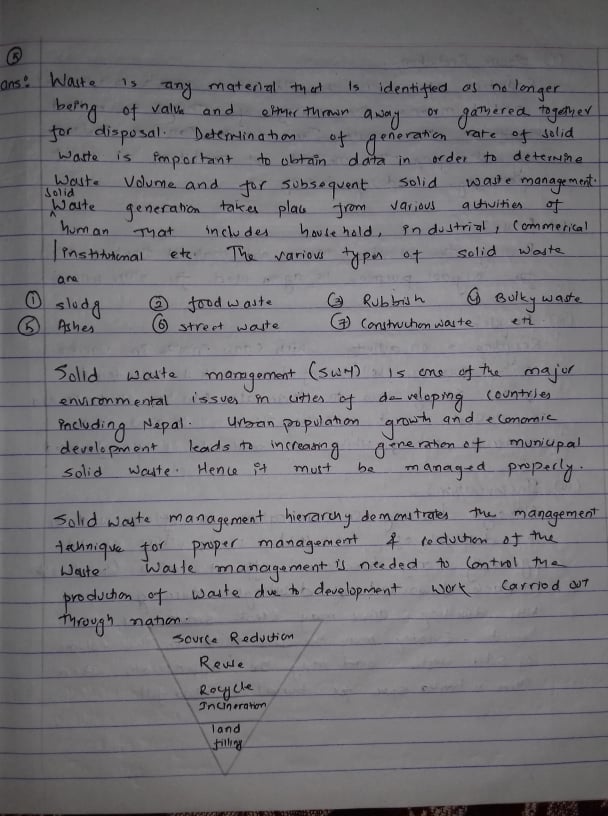 ⑧
ans: Waste is any material that is identified as no longer
being of value and either thrown away or gathered together
for disposal. Determination of generation rate of solid
waste is important to obtain data in order to determine
Waste Volume and for subsequent solid waste management.
Solid
^ Waste generation takes place from various activities of
human that includes household, industrial, Commerical
institutional etc. The various types of solid waste
are
① sludg ② food waste ③ Rubbish ④ Bulky waste
⑤ Ashes ⑥ street waste ⑦ Construction waste etc.
Solid waste management (SWM) is one of the major
environmental issues in cities of developing countries
including Nepal. Urban population growth and economic
development leads to increasing generation of municipal
solid waste. Hence it must be managed properly.
Solid waste management hierarchy demonstrates the management
technique for proper management & reduction of the
waste. Waste management is needed to control the
production of waste due to development work carried out
through nation.
Source Reduction
Reuse
Recycle
Incineration
land
filling